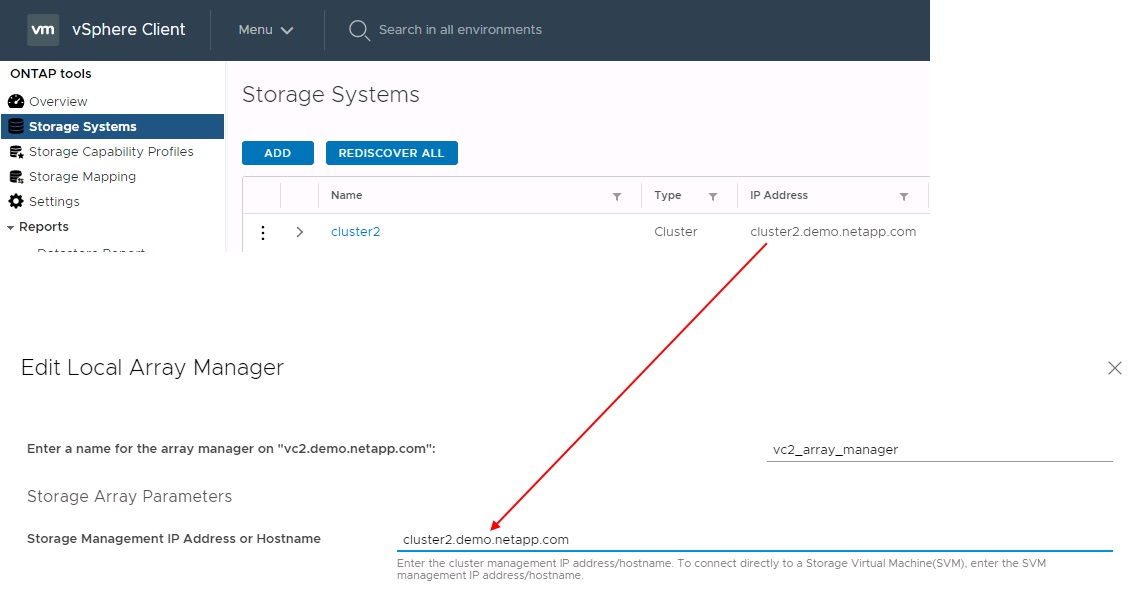 vm vSphere Client Menu Search in all environments
ONTAP tools
Overview
Storage Systems
Storage Capability Profiles
Storage Mapping
Settings
Reports
Datastore Report
Storage Systems
ADD REDISCOVER ALL
Name Type IP Address
cluster2 Cluster cluster2.demo.netapp.com
Edit Local Array Manager
Enter a name for the array manager on "vc2.demo.netapp.com": vc2_array_manager
Storage Array Parameters
Storage Management IP Address or Hostname cluster2.demo.netapp.com
Enter the cluster management IP address/hostname. To connect directly to a Storage Virtual Machine(SVM), enter the SVM
management IP address/hostname.